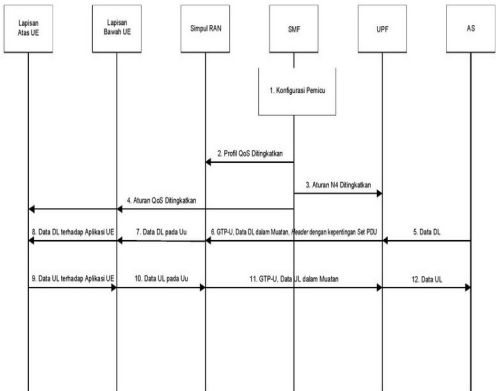 Lapisan
Atas UE
Lapisan
Bawah UE
Simpul RAN
SMF
UPF
AS
1. Konfigurasi Pemicu
2. Profil QoS Ditingkatkan
3. Aturan N4 Ditingkatkan
4. Aturan QoS Ditingkatkan
8. Data DL terhadap Aplikasi UE
7. Data DL pada Uu
6. GTP-U, Data DL dalam Muatan, Header dengan kepentingan Set PDU
5. Data DL
9. Data UL terhadap Aplikasi UE
10. Data UL pada Uu
11. GTP-U, Data UL dalam Muatan
12. Data UL